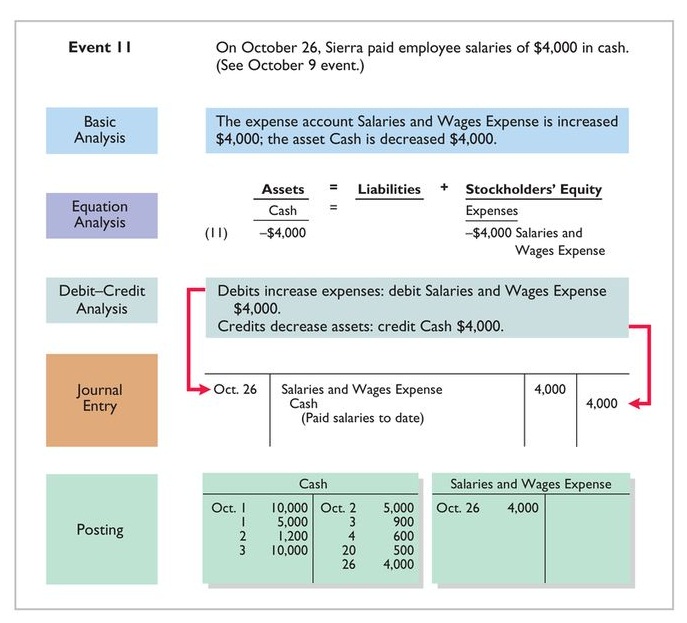 Event 11
On October 26, Sierra paid employee salaries of $4,000 in cash.
(See October 9 event.)
Basic
Analysis
The expense account Salaries and Wages Expense is increased
$4,000; the asset Cash is decreased $4,000.
Equation
Analysis
Assets = Liabilities + Stockholders' Equity
Cash = Expenses
(11) –$4,000 –$4,000 Salaries and
Wages Expense
Debit–Credit
Analysis
Debits increase expenses: debit Salaries and Wages Expense
$4,000.
Credits decrease assets: credit Cash $4,000.
Journal
Entry
Oct. 26 Salaries and Wages Expense 4,000
Cash 4,000
(Paid salaries to date)
Posting
Cash
Oct. 1 10,000 Oct. 2 5,000
1 5,000 3 900
2 1,200 4 600
3 10,000 20 500
26 4,000
Salaries and Wages Expense
Oct. 26 4,000